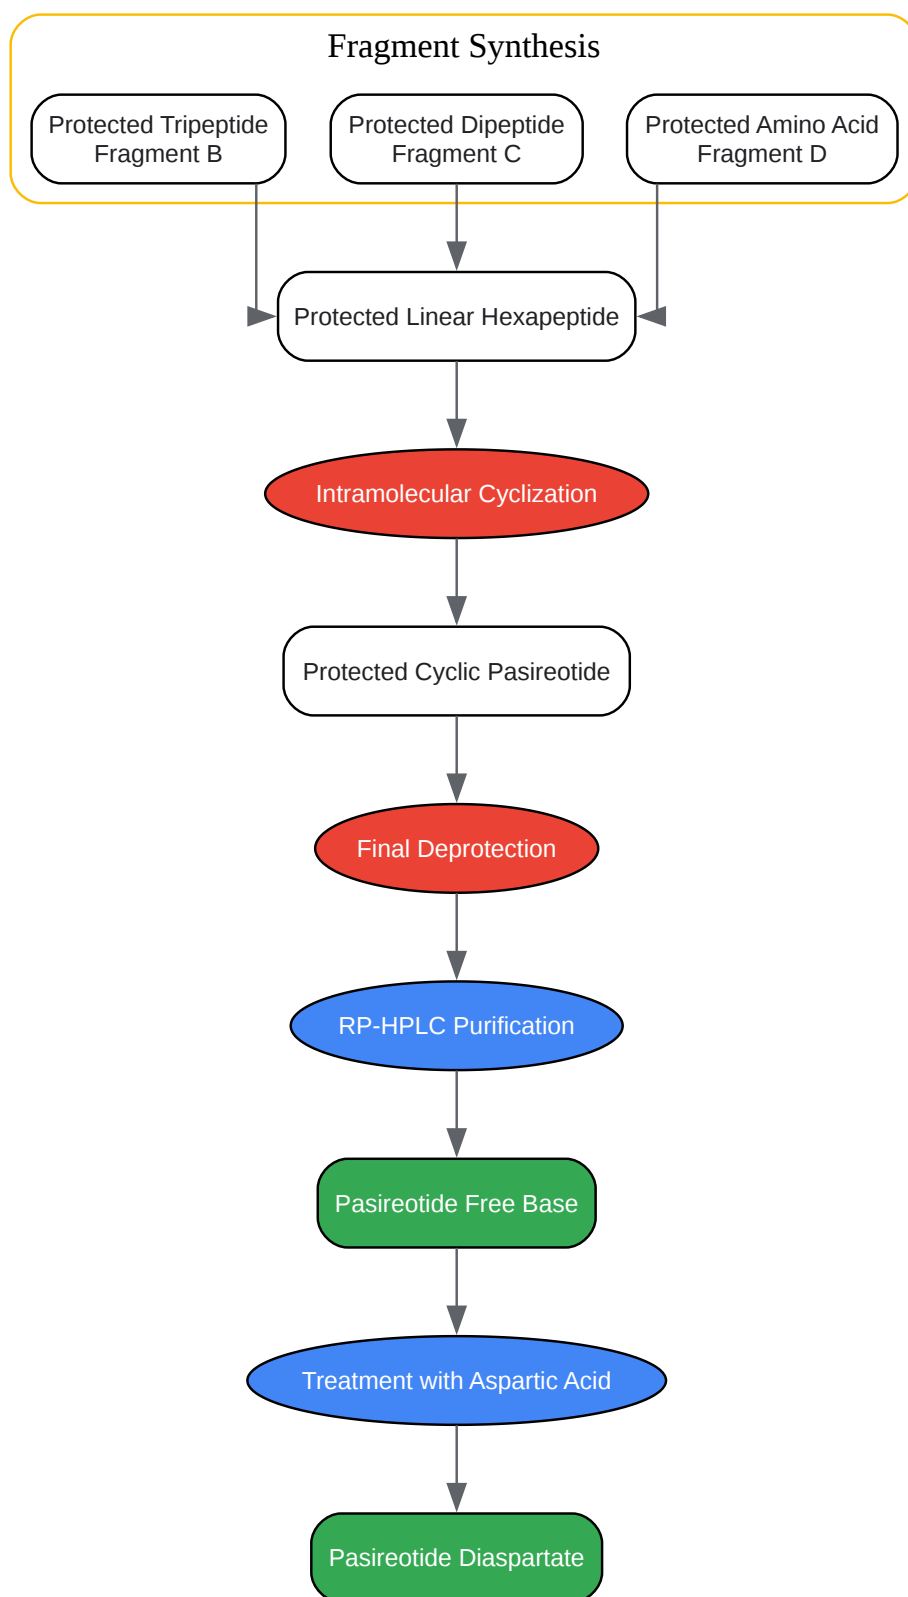 Fragment Synthesis
Protected Tripeptide
Fragment B
Protected Dipeptide
Fragment C
Protected Amino Acid
Fragment D
Protected Linear Hexapeptide
Intramolecular Cyclization
Protected Cyclic Pasireotide
Final Deprotection
RP-HPLC Purification
Pasireotide Free Base
Treatment with Aspartic Acid
Pasireotide Diaspartate